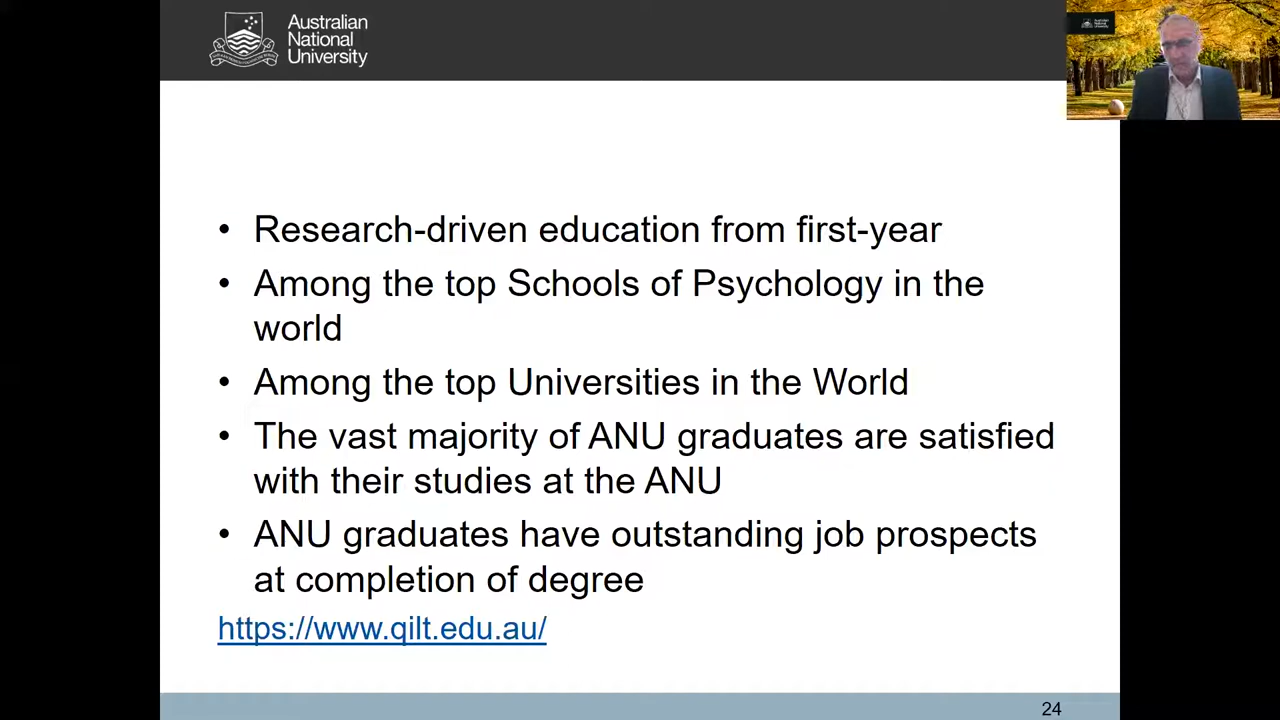 Australian
National
University
• Research-driven education from first-year
• Among the top Schools of Psychology in the
world
• Among the top Universities in the World
• The vast majority of ANU graduates are satisfied
with their studies at the ANU
• ANU graduates have outstanding job prospects
at completion of degree
https://www.qilt.edu.au/
24